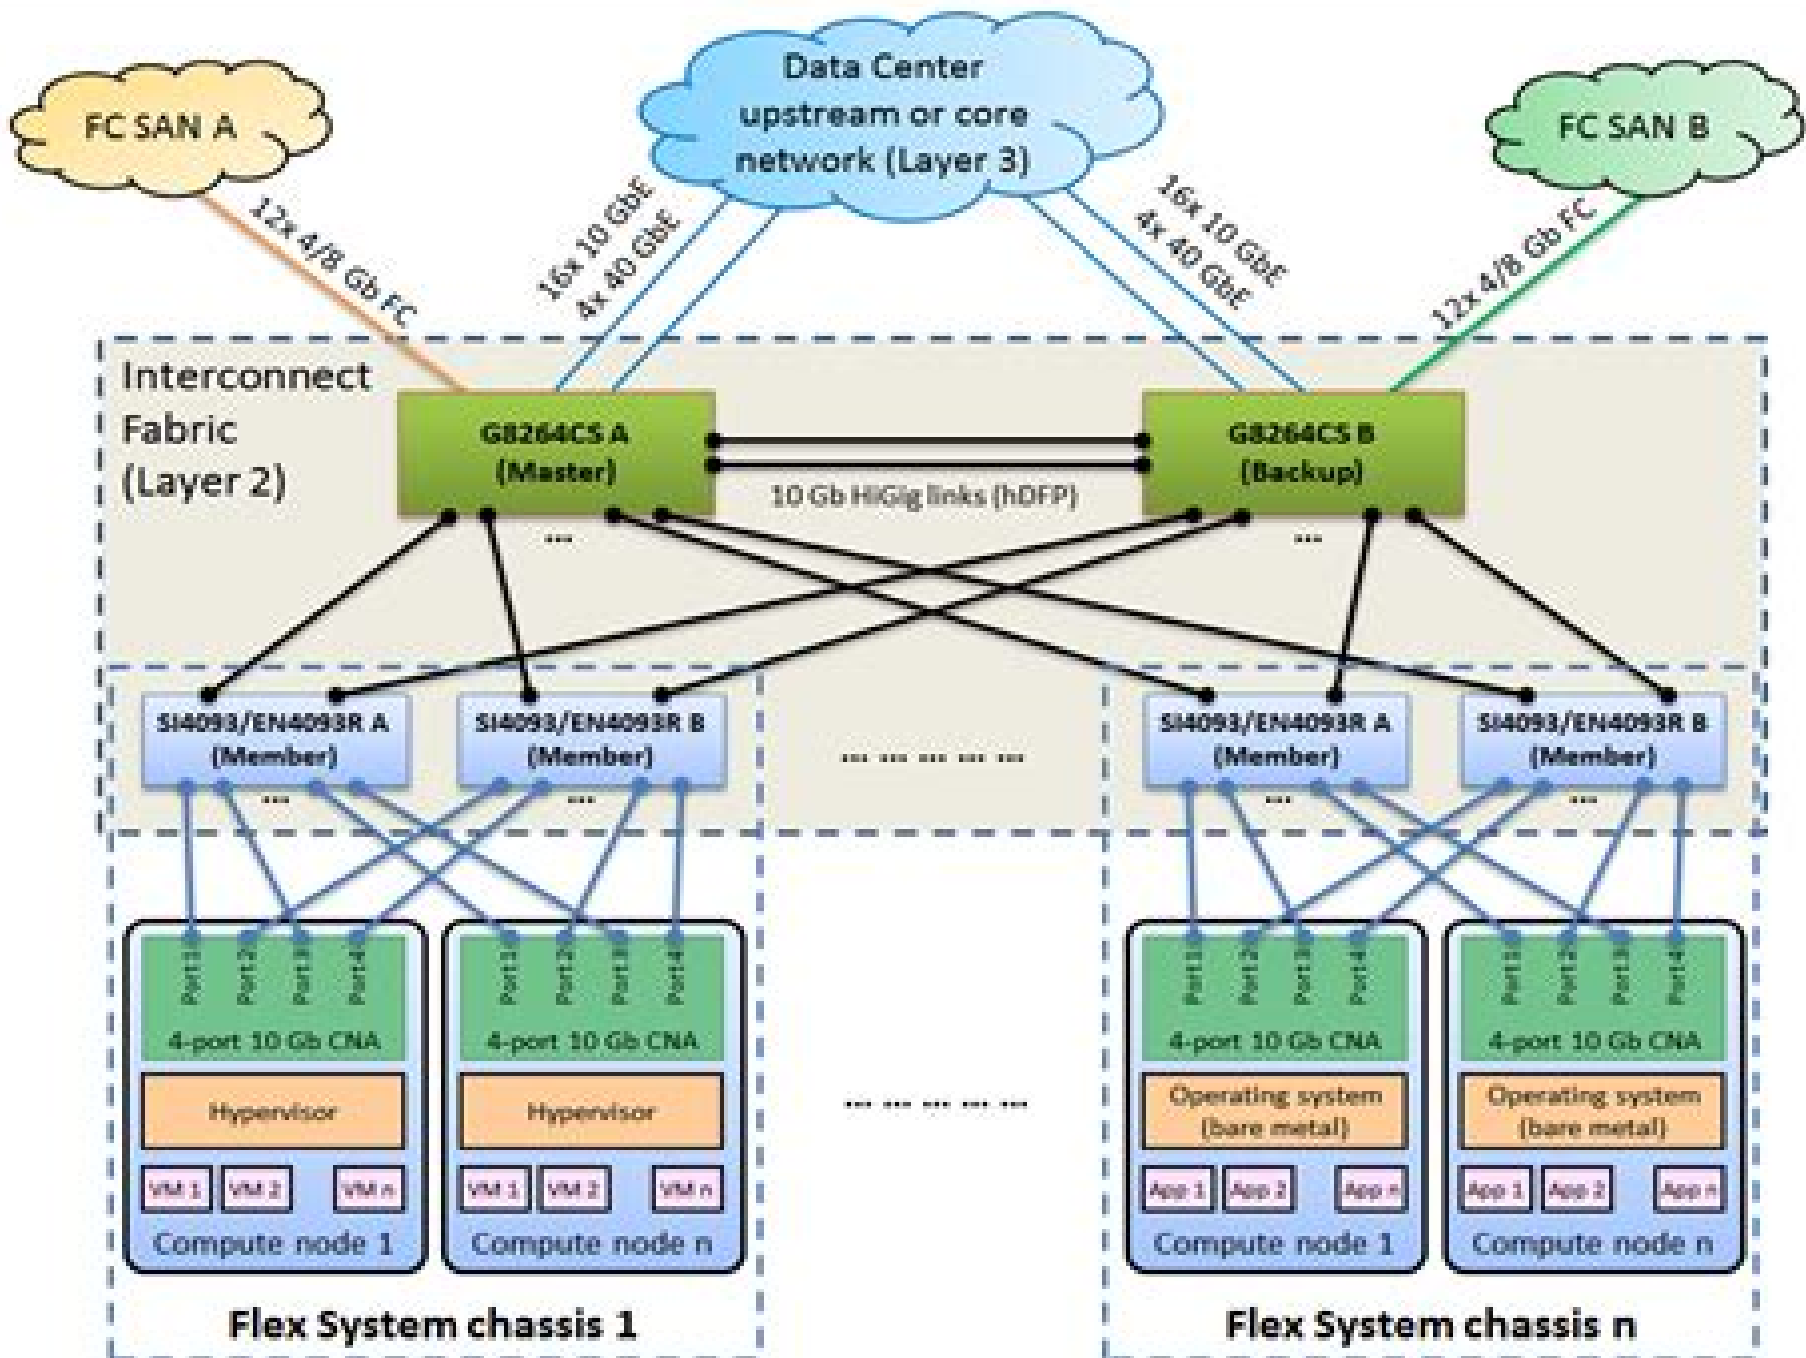 FC SAN A
Data Center
upstream or core
network (Layer 3)
FC SAN B
12x 4/8 Gb FC
16x 10 GbE
4x 40 GbE
16x 10 GbE
4x 40 GbE
12x 4/8 Gb FC
Interconnect
Fabric
(Layer 2)
G8264CS A
(Master)
G8264CS B
(Backup)
10 Gb HiGig links (hDFP)
...
...
SI4093/EN4093R A
(Member)
SI4093/EN4093R B
(Member)
... ... ... ... ...
SI4093/EN4093R A
(Member)
SI4093/EN4093R B
(Member)
...
...
...
...
Port 1
Port 2
Port 3
Port 4
4-port 10 Gb CNA
Hypervisor
VM 1
VM 2
VM n
Compute node 1
Port 1
Port 2
Port 3
Port 4
4-port 10 Gb CNA
Hypervisor
VM 1
VM 2
VM n
Compute node n
... ... ... ... ...
Port 1
Port 2
Port 3
Port 4
4-port 10 Gb CNA
Operating system
(bare metal)
App 1
App 2
App n
Compute node 1
Port 1
Port 2
Port 3
Port 4
4-port 10 Gb CNA
Operating system
(bare metal)
App 1
App 2
App n
Compute node n
Flex System chassis 1
Flex System chassis n